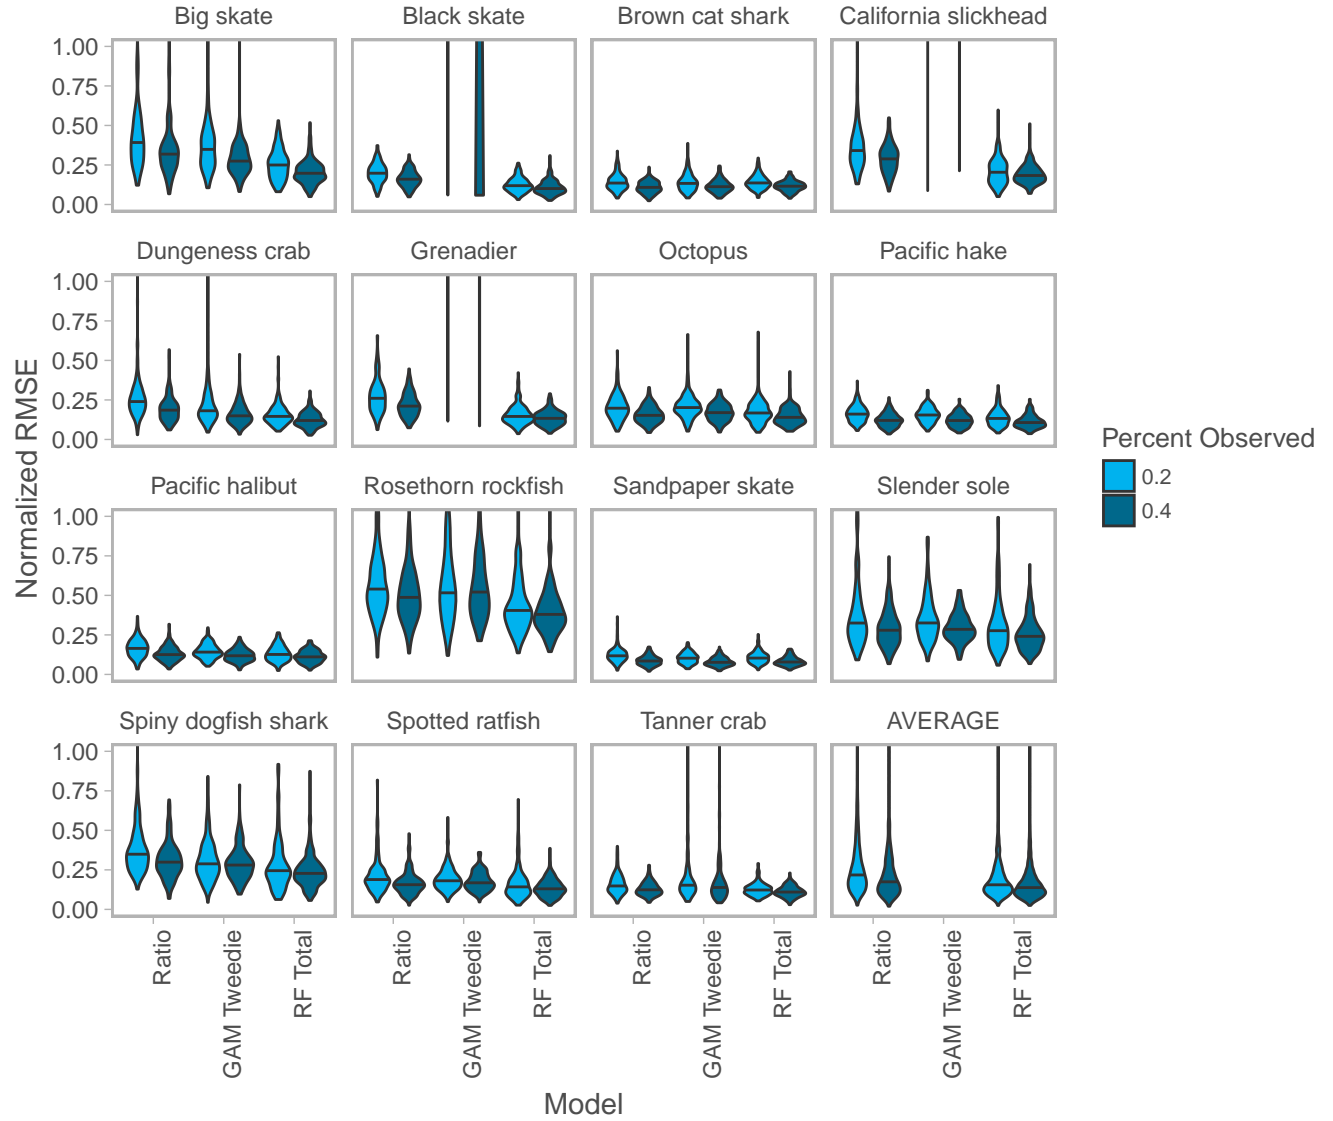 Big skate
Black skate
Brown cat shark
California slickhead
1.00
0.75
0.50
0.25
0.00
Dungeness crab
Grenadier
Octopus
Pacific hake
1.00
0.75
0.50
0.25
0.00
Pacific halibut
Rosethorn rockfish
Sandpaper skate
Slender sole
1.00
0.75
0.50
0.25
0.00
Spiny dogfish shark
Spotted ratfish
Tanner crab
AVERAGE
1.00
0.75
0.50
0.25
0.00
Ratio
GAM Tweedie
RF Total
Ratio
GAM Tweedie
RF Total
Ratio
GAM Tweedie
RF Total
Ratio
GAM Tweedie
RF Total
Model
Normalized RMSE
Percent Observed
0.2
0.4